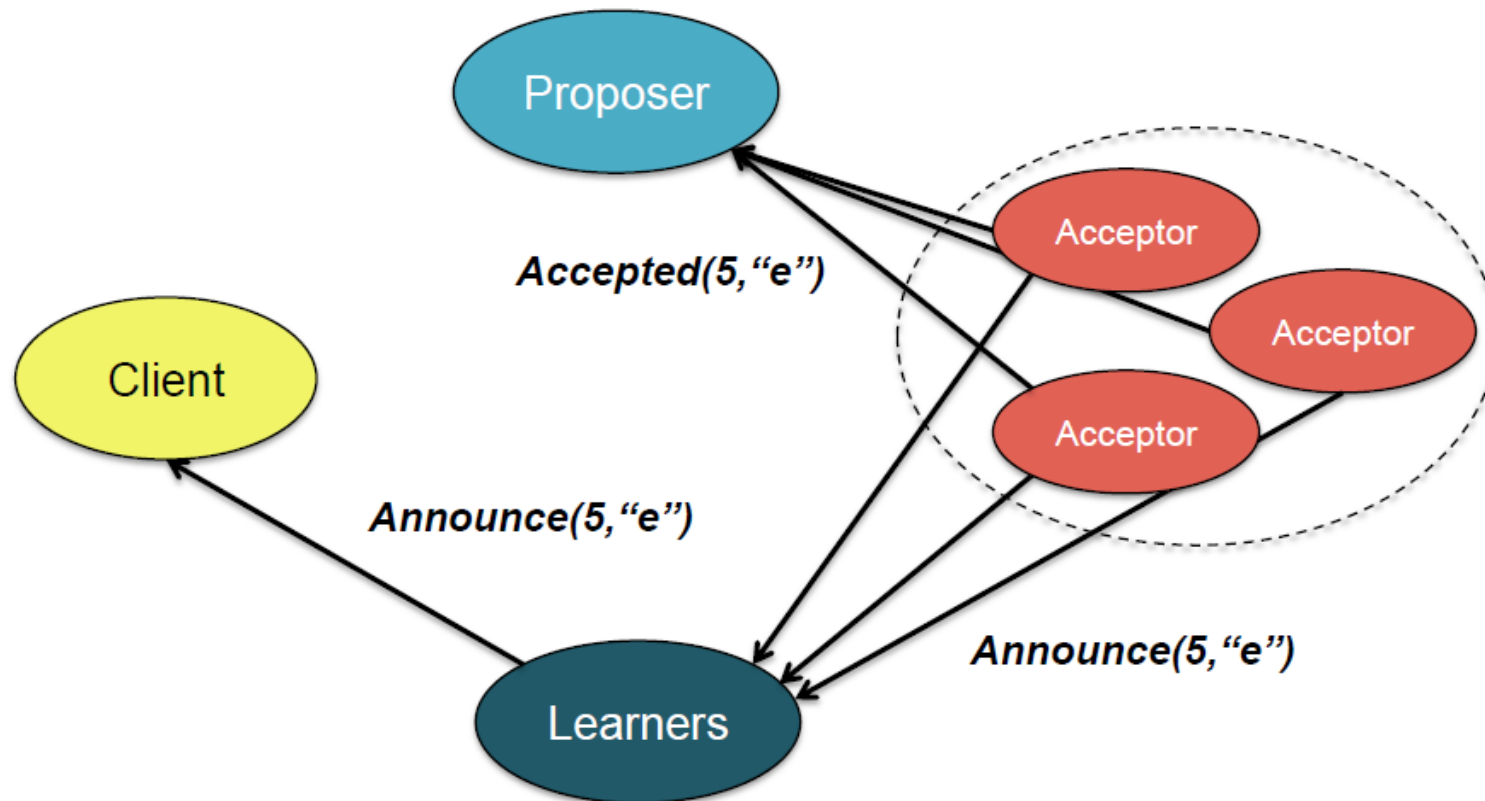 Proposer
Acceptor
Accepted(5,“e”)
Acceptor
Client
Acceptor
Announce(5,“e”)
Announce(5,“e”)
Learners